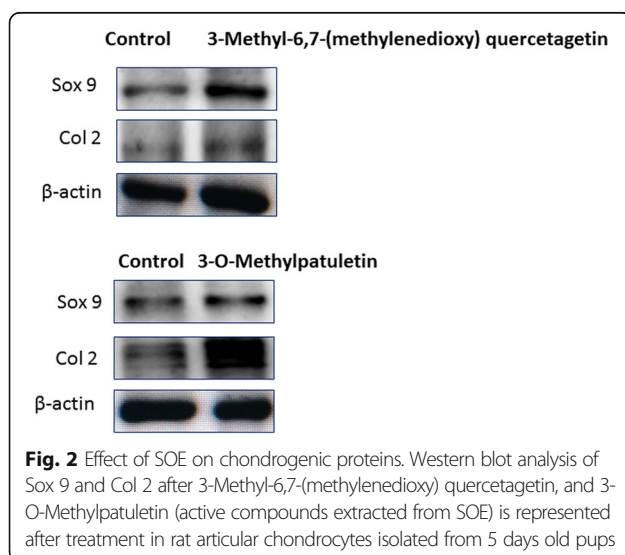 Control 3-Methyl-6,7-(methylenedioxy) quercetagetin
Sox 9
Col 2
β-actin
Control 3-O-Methylpatuletin
Sox 9
Col 2
β-actin
Fig. 2 Effect of SOE on chondrogenic proteins. Western blot analysis of
Sox 9 and Col 2 after 3-Methyl-6,7-(methylenedioxy) quercetagetin, and 3-
O-Methylpatuletin (active compounds extracted from SOE) is represented
after treatment in rat articular chondrocytes isolated from 5 days old pups